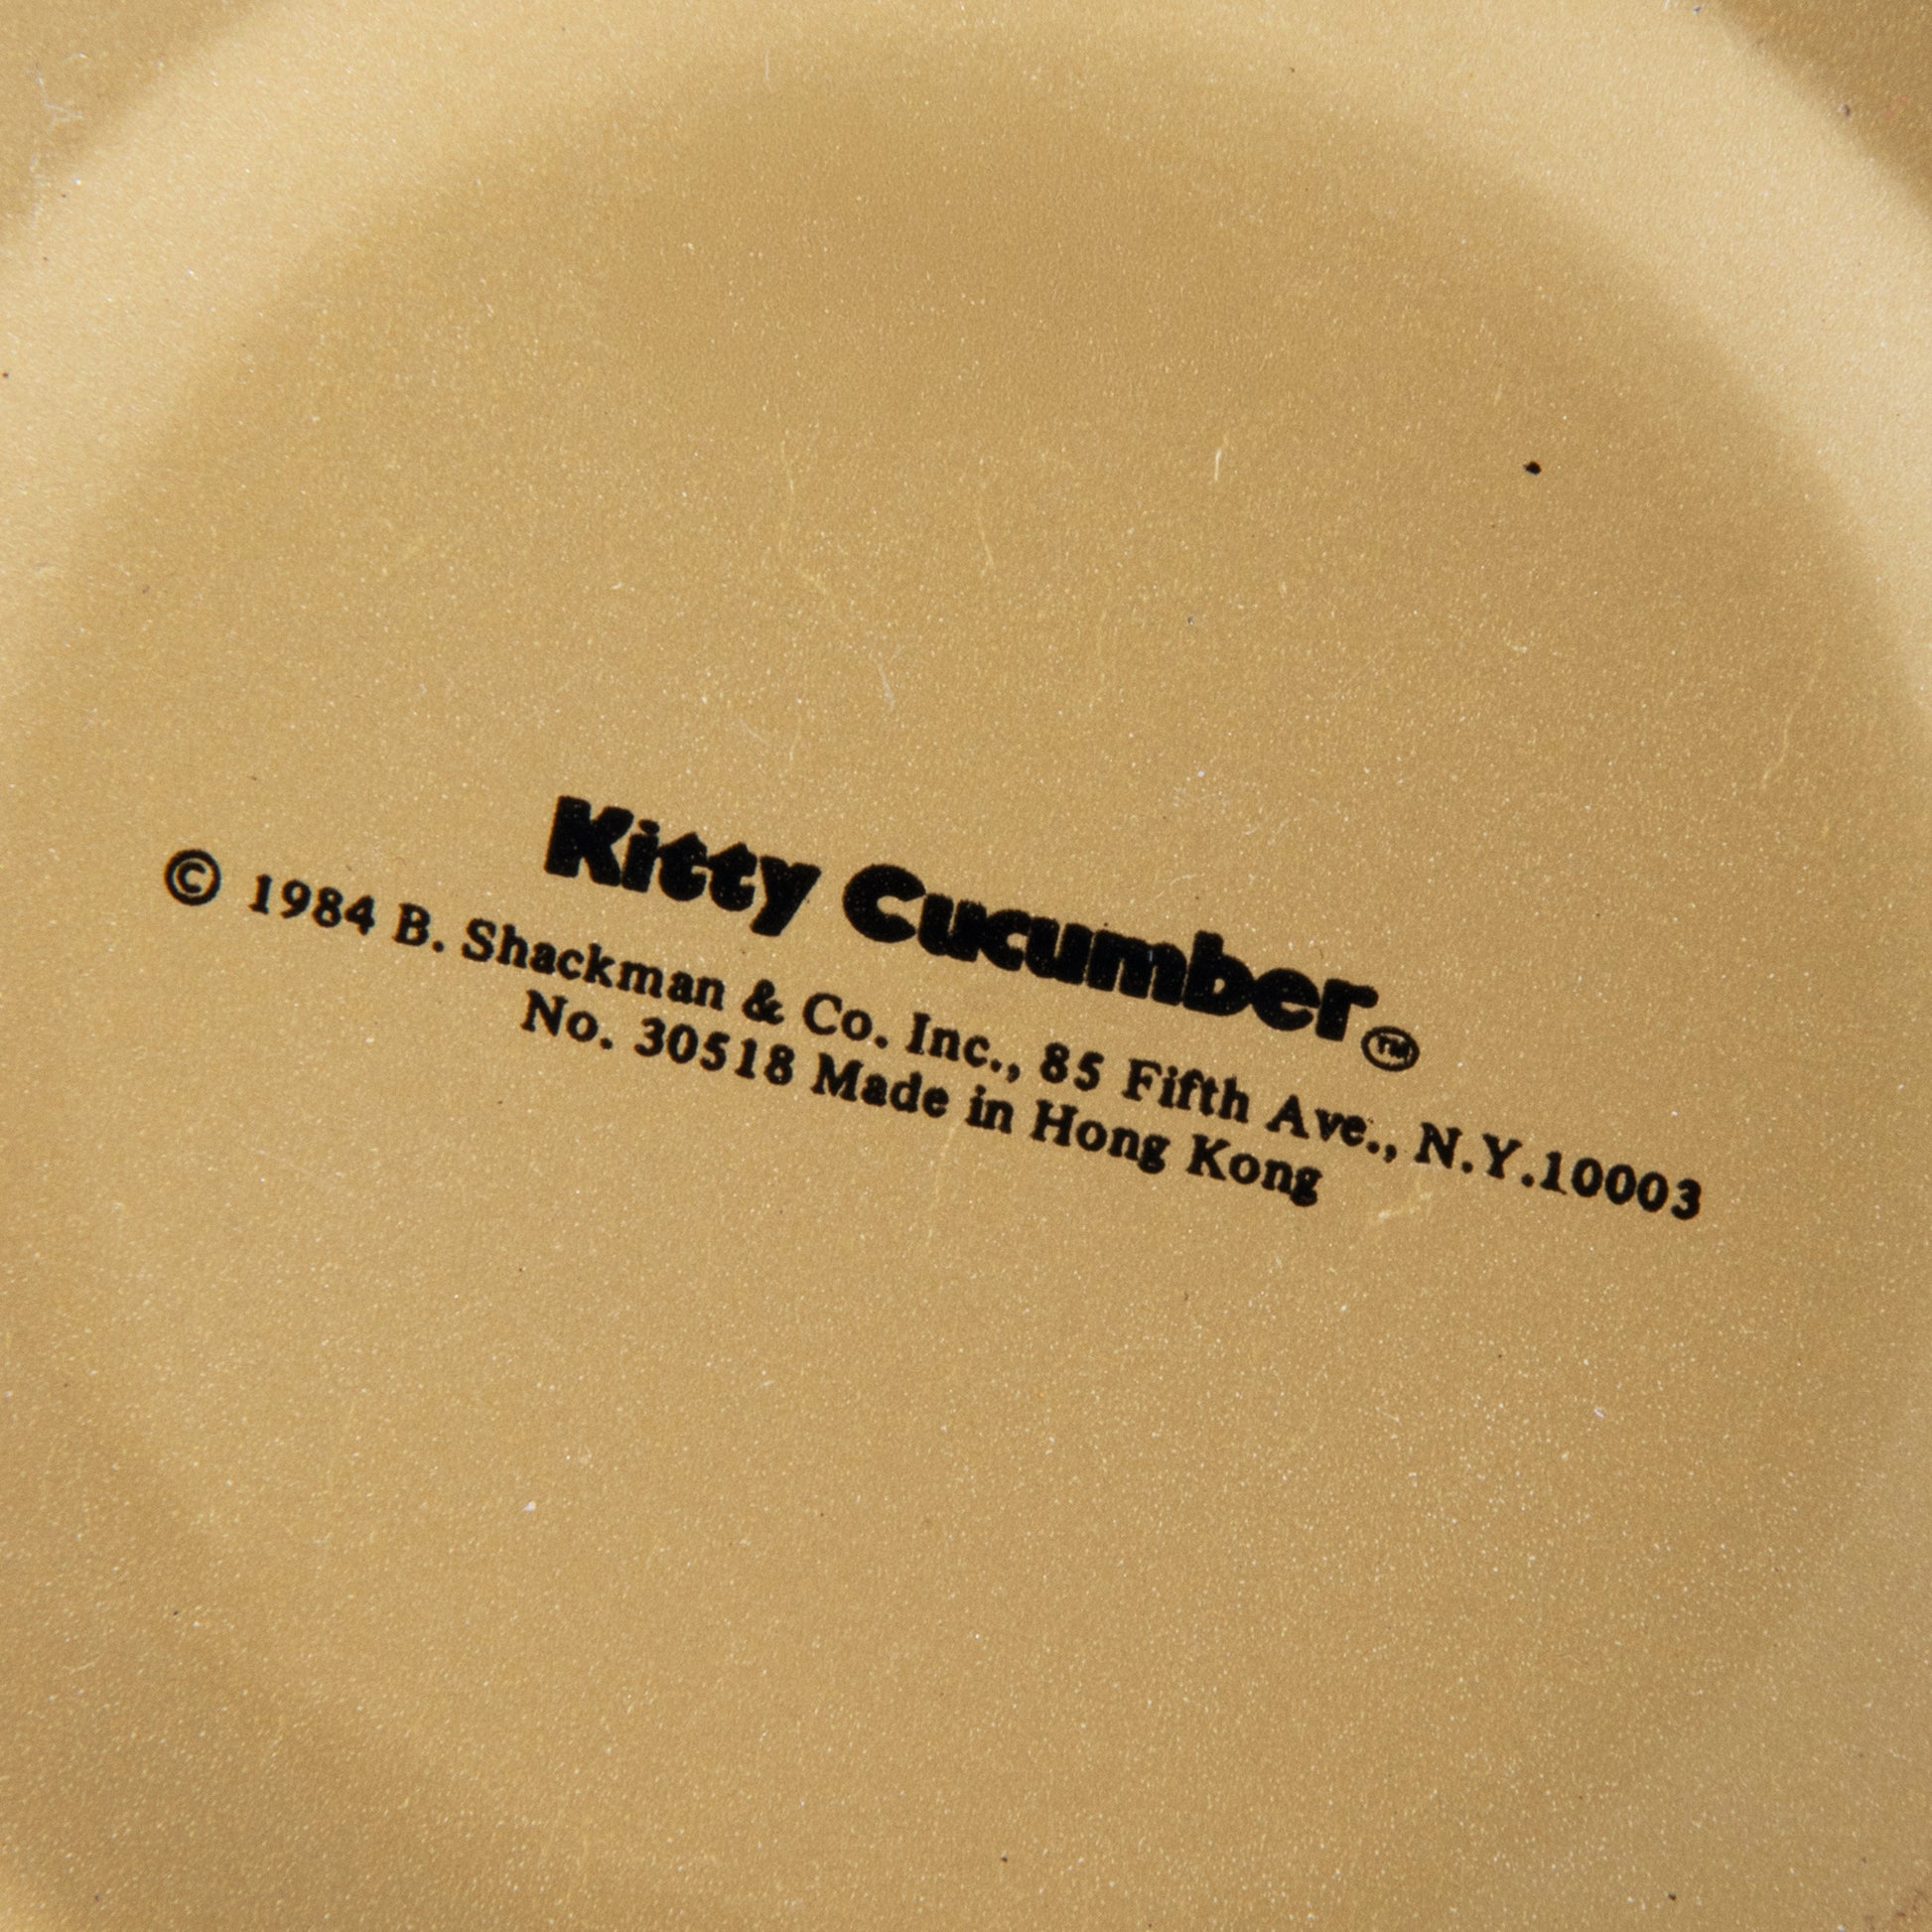 Kitty Cucumber™
© 1984 B. Shackman & Co. Inc., 85 Fifth Ave., N.Y.10003
No. 30518 Made in Hong Kong